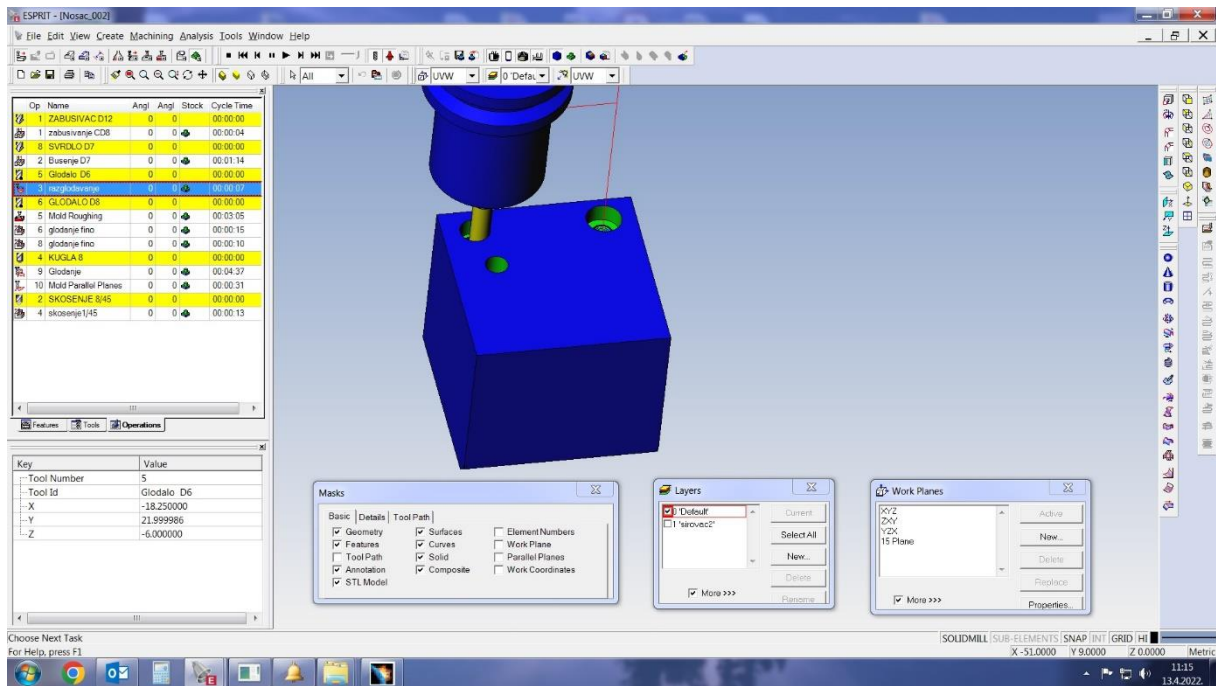 ESPRIT - [Nosac_002]
File Edit View Create Machining Analysis Tools Window Help
All UVW 0 'Defau UVW
Op Name Angl Angl Stock Cycle Time
1 ZABUSIVAC D12 0 0 00:00:00
1 zabusivanje CD8 0 0 00:00:04
8 SVRDLO D7 0 0 00:00:00
2 Busenje D7 0 0 00:01:14
5 Glodalo D6 0 0 00:00:00
3 razglodavanje 0 0 00:00:07
6 GLODALO D8 0 0 00:00:00
5 Mold Roughing 0 0 00:03:05
6 glodanje fino 0 0 00:00:15
8 glodanje fino 0 0 00:00:10
4 KUGLA 8 0 0 00:00:00
9 Glodanje 0 0 00:04:37
10 Mold Parallel Planes 0 0 00:00:31
2 SKOSENJE 8/45 0 0 00:00:00
4 skosenje1/45 0 0 00:00:13
Features Tools Operations
Key Value
Tool Number 5
Tool Id Glodalo D6
X -18.250000
Y 21.999986
Z -6.000000
Masks
Basic Details Tool Path
Geometry Surfaces Element Numbers
Features Curves Work Plane
Tool Path Solid Parallel Planes
Annotation Composite Work Coordinates
STL Model
Layers
0 'Default'
1 'sirovac2'
Current
Select All
New...
Delete
Rename
More >>>
Work Planes
XYZ
ZXY
YZX
15 Plane
Active
New...
Delete
Replace
Properties...
More >>>
Choose Next Task
SOLIDMILL SUB-ELEMENTS SNAP INT GRID HI
For Help, press F1
X -51.0000 Y 9.0000 Z 0.0000 Metric
11:15
13.4.2022.